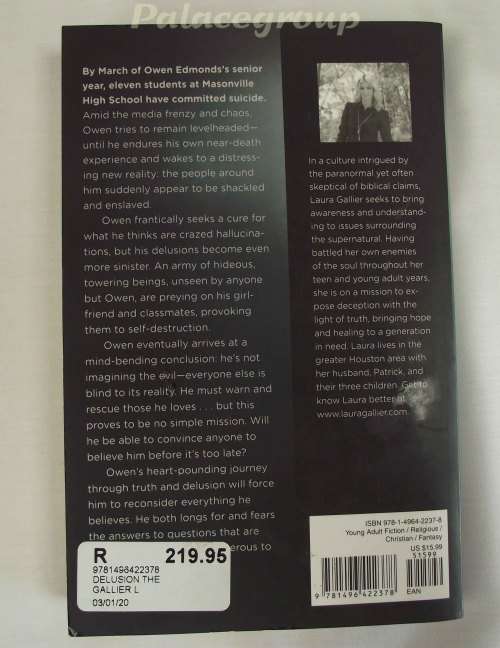 Palacegroup
By March of Owen Edmonds's senior
year, eleven students at Masonville
High School have committed suicide.
Amid the media frenzy and chaos,
Owen tries to remain levelheaded—
until he endures his own near-death
experience and wakes to a distress-
ing new reality: the people around
him suddenly appear to be shackled
and enslaved.
Owen frantically seeks a cure for
what he thinks are crazed hallucina-
tions, but his delusions become even
more sinister. An army of hideous,
towering beings, unseen by anyone
but Owen, are preying on his girl-
friend and classmates, provoking
them to self-destruction.
Owen eventually arrives at a
mind-bending conclusion: he's not
imagining the evil—everyone else is
blind to its reality. He must warn and
rescue those he loves . . . but this
proves to be no simple mission. Will
he be able to convince anyone to
believe him before it's too late?
Owen's heart-pounding journey
through truth and delusion will force
him to reconsider everything he
believes. He both longs for and fears
the answers to questions that are
erous to
In a culture intrigued by
the paranormal yet often
skeptical of biblical claims,
Laura Gallier seeks to bring
awareness and understand-
ing to issues surrounding
the supernatural. Having
battled her own enemies
of the soul throughout her
teen and young adult years,
she is on a mission to ex-
pose deception with the
light of truth, bringing hope
and healing to a generation
in need. Laura lives in the
greater Houston area with
her husband, Patrick, and
their three children. Get to
know Laura better at
www.lauragallier.com.
R 219.95
9781496422378
DELUSION THE
GALLIER L
03/01/20
ISBN 978-1-4964-2237-8
Young Adult Fiction / Religious /
Christian / Fantasy
US $15.99
51599
9 781496 422378
EAN